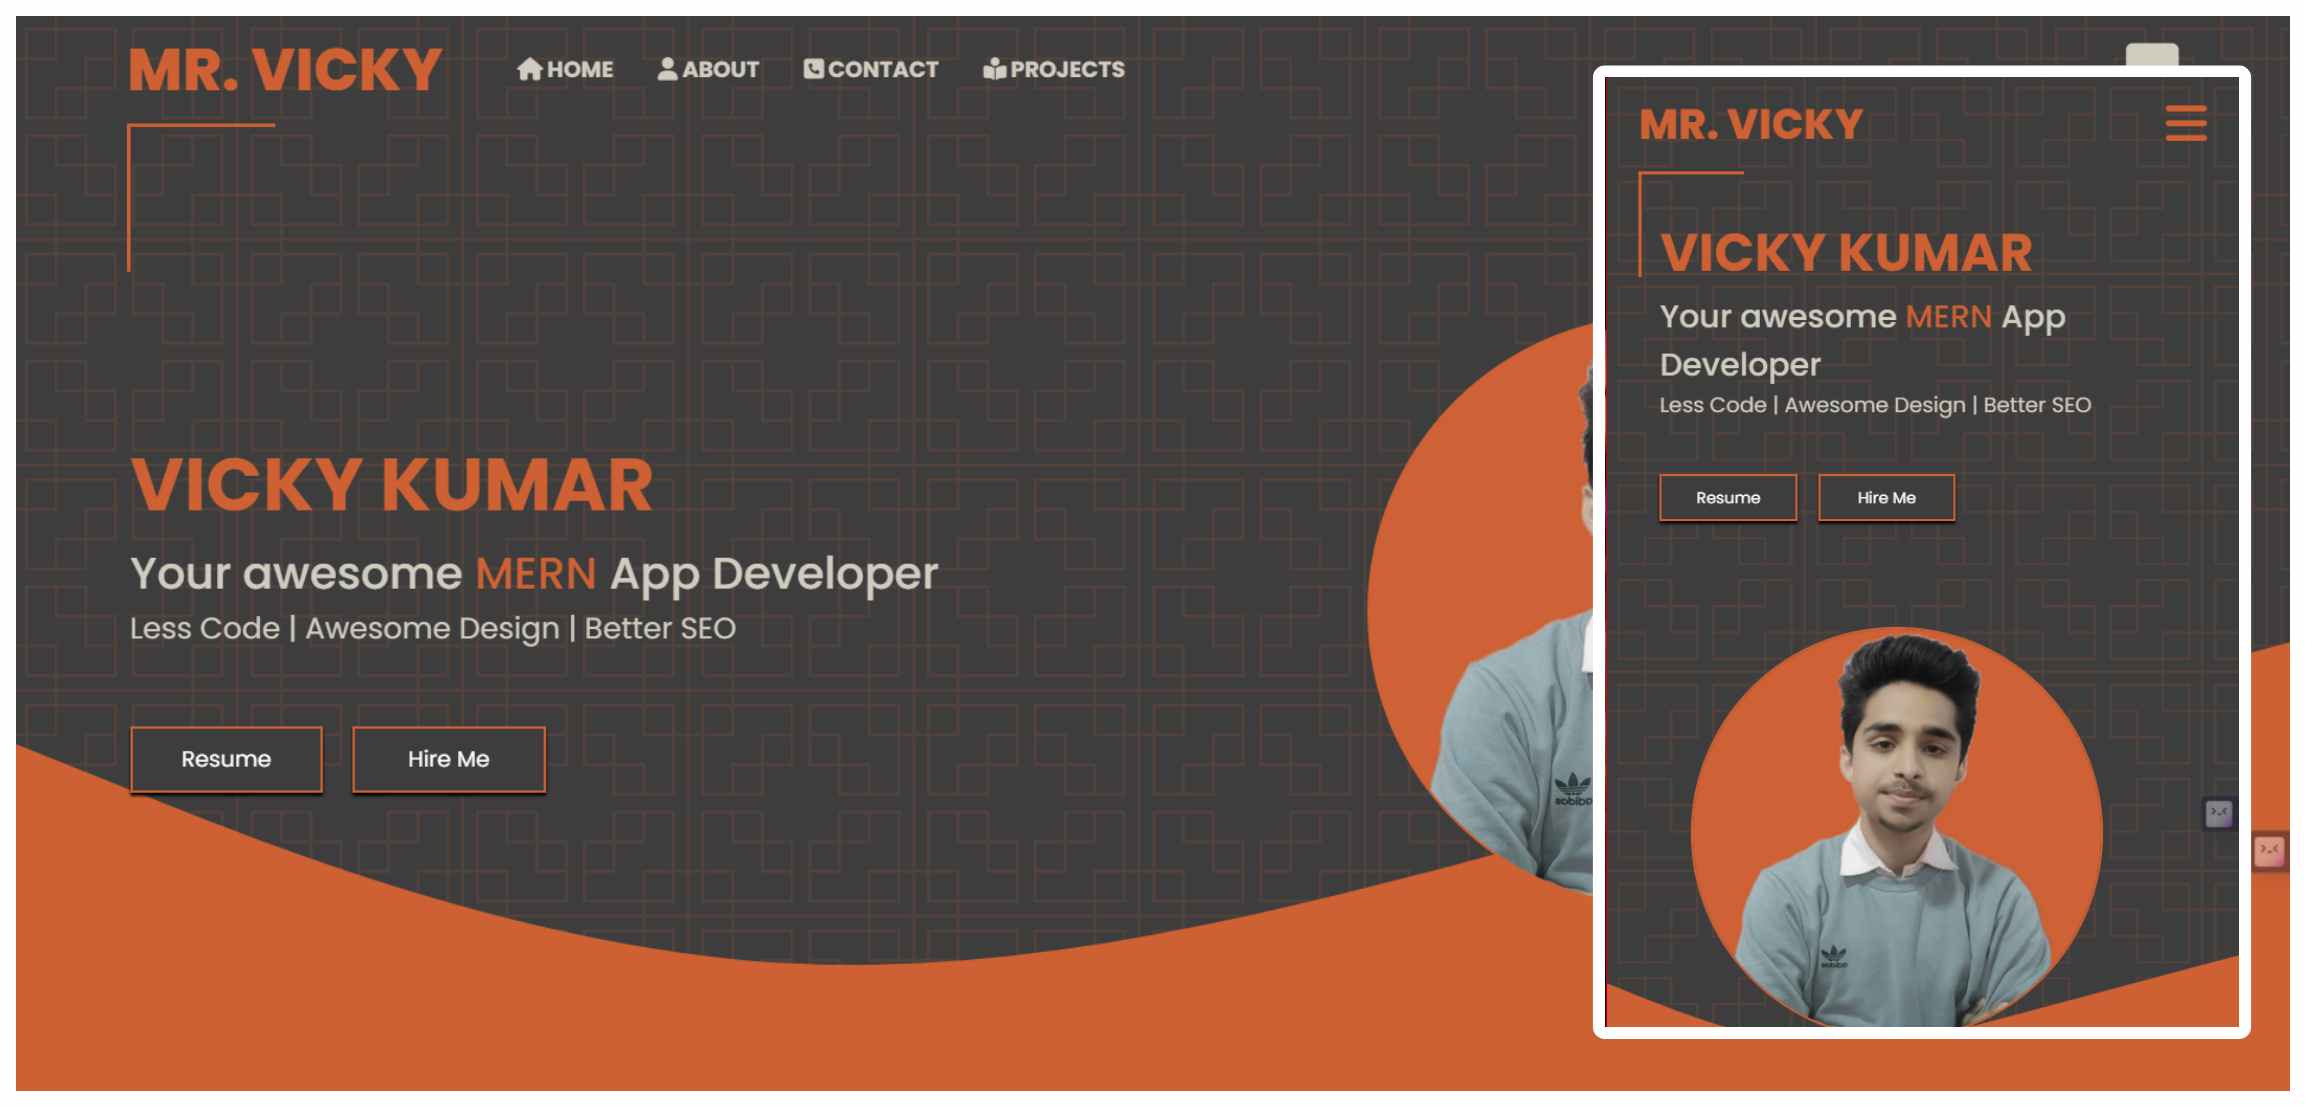 MR. VICKY
HOME ABOUT CONTACT PROJECTS
VICKY KUMAR
Your awesome MERN App Developer
Less Code | Awesome Design | Better SEO
Resume Hire Me
MR. VICKY
VICKY KUMAR
Your awesome MERN App
Developer
Less Code | Awesome Design | Better SEO
Resume Hire Me